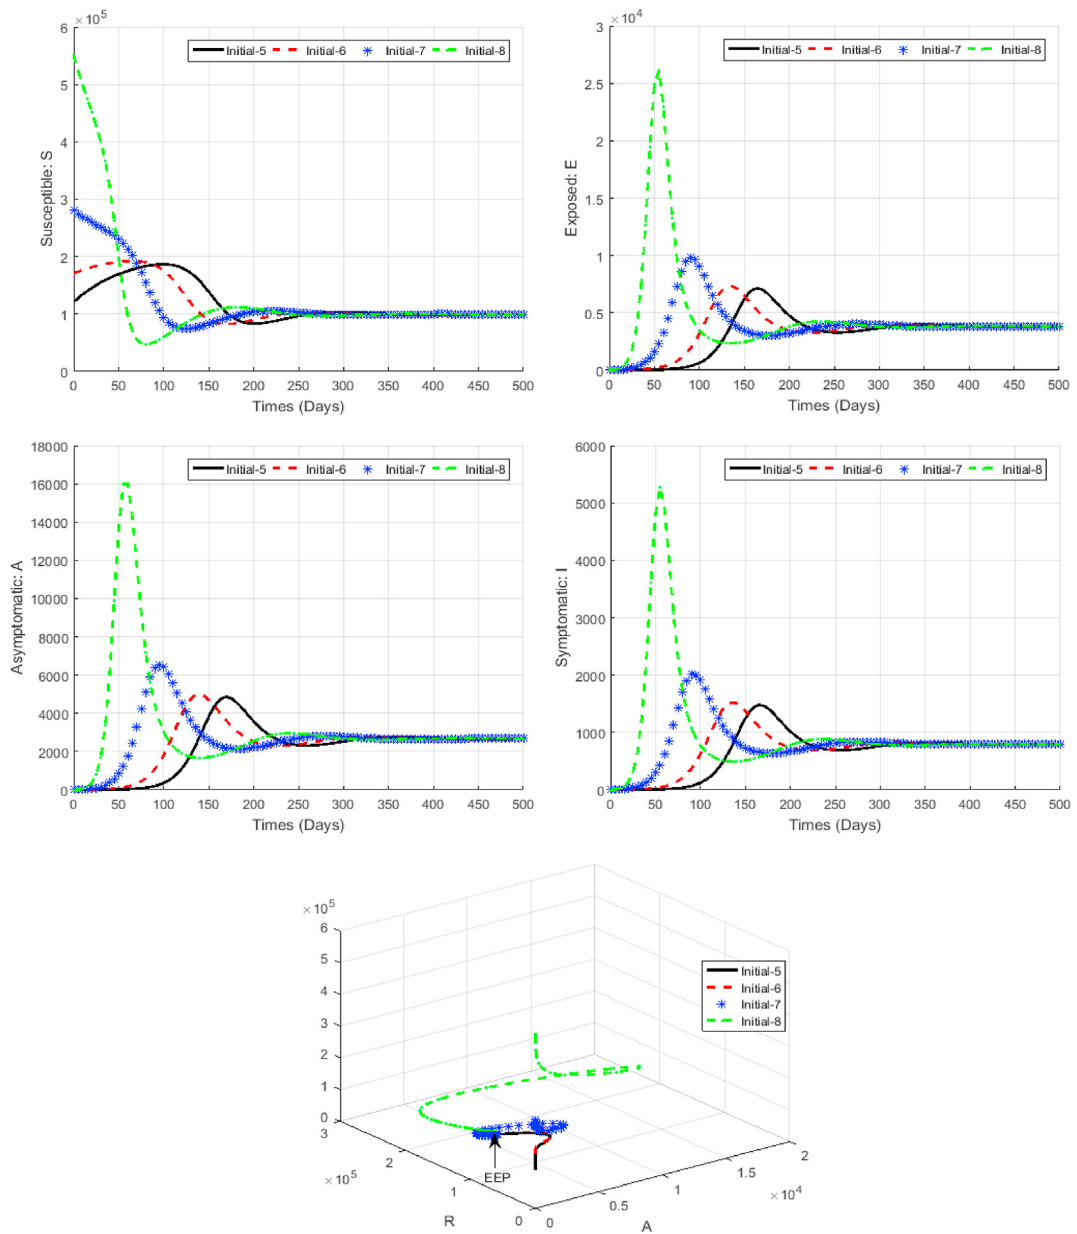 ×10^5
6
5
4
3
2
1
0
Susceptible: S
Initial-5 Initial-6 Initial-7 Initial-8
0 50 100 150 200 250 300 350 400 450 500
Times (Days)
×10^4
3
2.5
2
1.5
1
0.5
0
Exposed: E
Initial-5 Initial-6 Initial-7 Initial-8
0 50 100 150 200 250 300 350 400 450 500
Times (Days)
18000
16000
14000
12000
10000
8000
6000
4000
2000
0
Asymptomatic: A
Initial-5 Initial-6 Initial-7 Initial-8
0 50 100 150 200 250 300 350 400 450 500
Times (Days)
6000
5000
4000
3000
2000
1000
0
Symptomatic: I
Initial-5 Initial-6 Initial-7 Initial-8
0 50 100 150 200 250 300 350 400 450 500
Times (Days)
×10^5
6
5
4
3
2
1
0
Initial-5
Initial-6
Initial-7
Initial-8
EEP
3
2
1
0
×10^5
R
0
0.5
1
1.5
2
×10^4
A